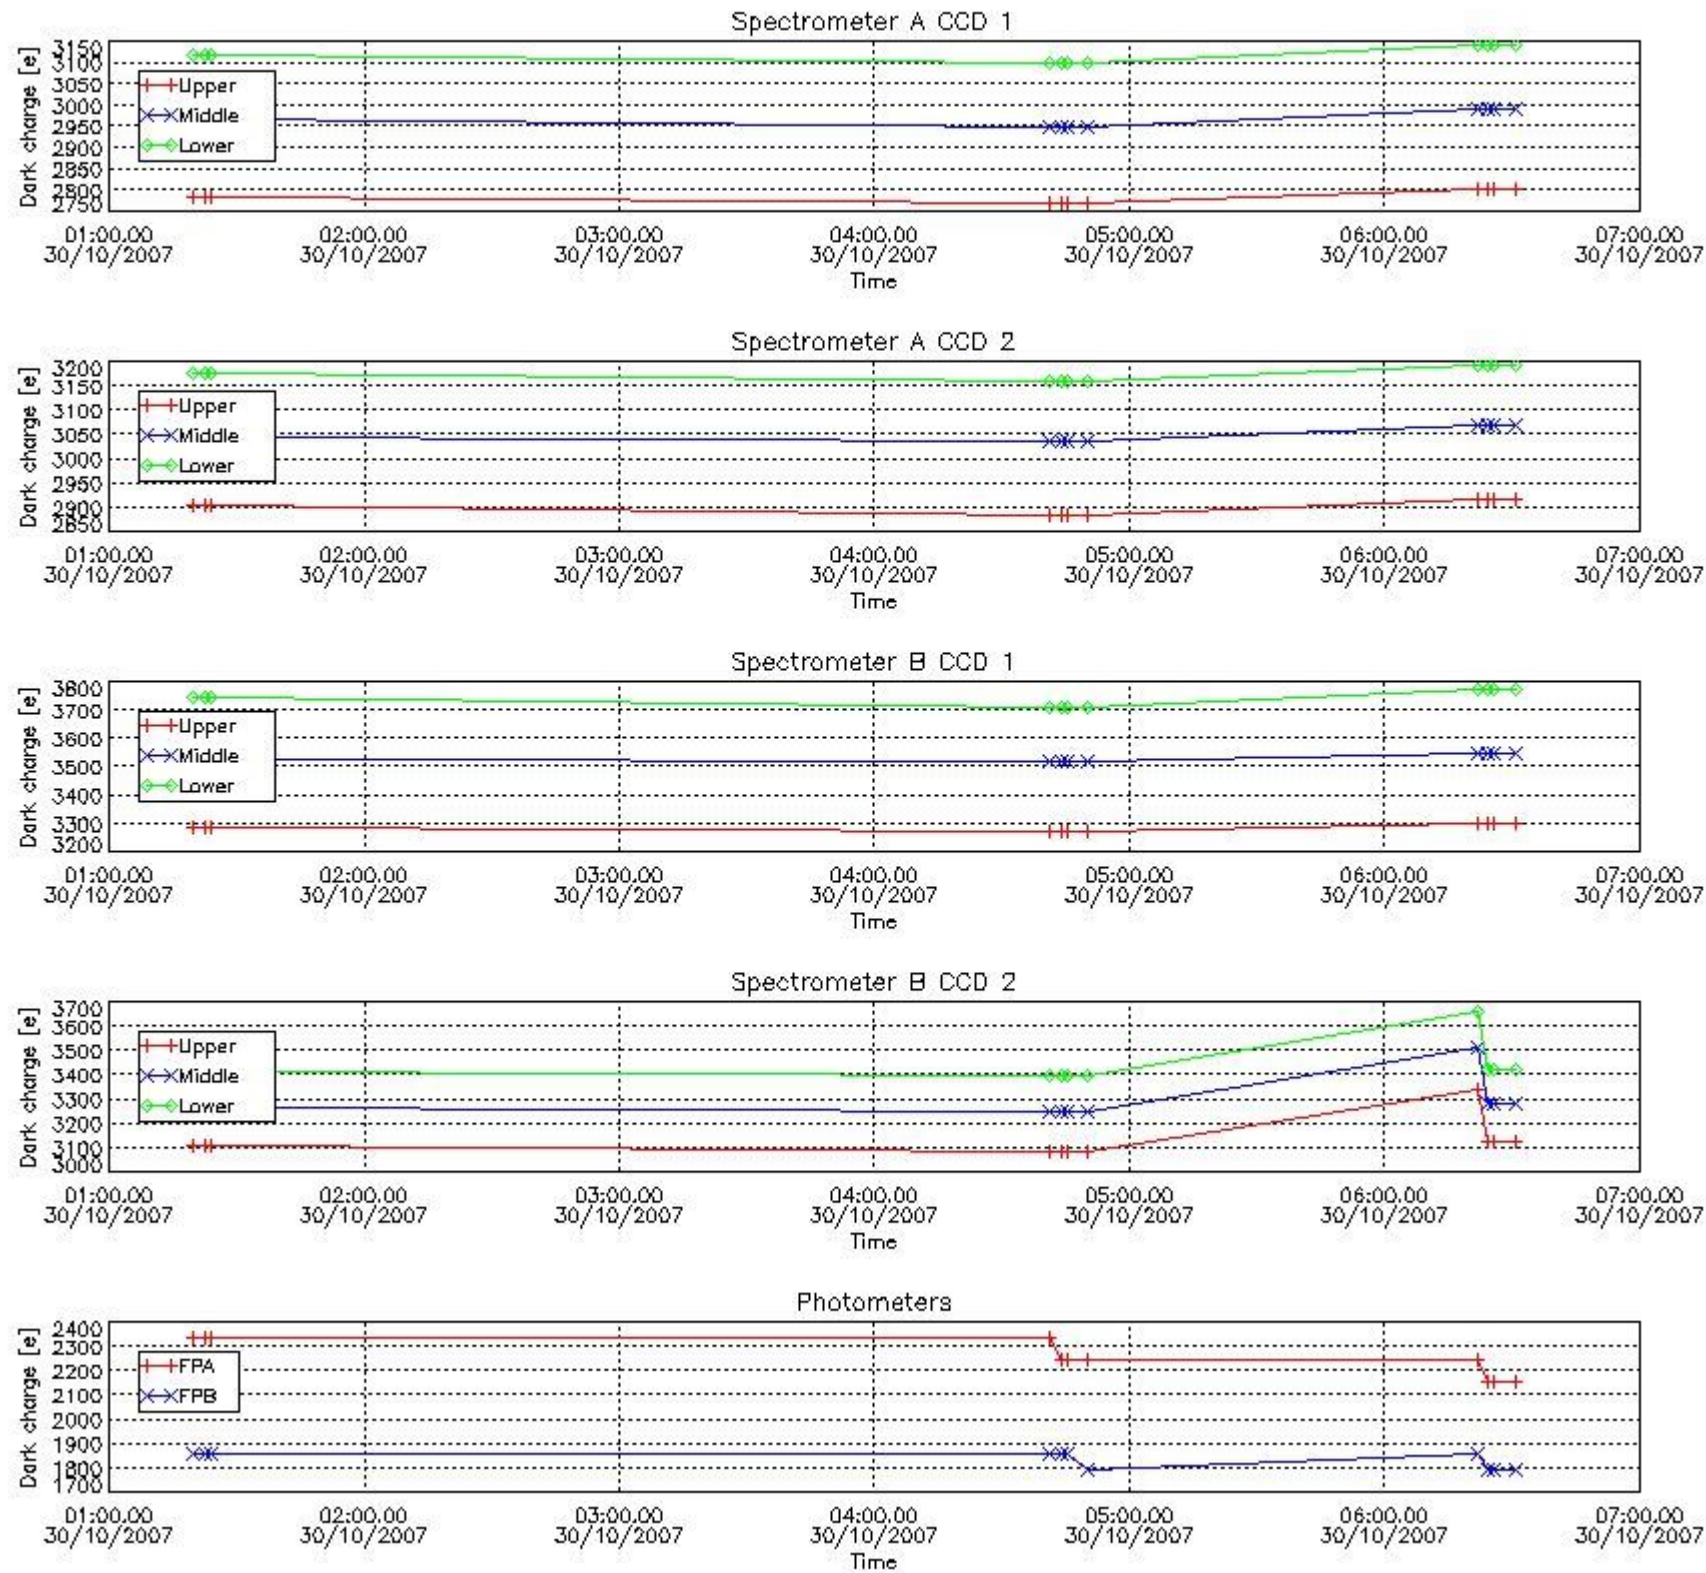 Spectrometer A CCD 1
Dark charge [e]
3150
3100
3050
3000
2950
2900
2850
2800
2750
Upper
Middle
Lower
01:00.00 02:00.00 03:00.00 04:00.00 05:00.00 06:00.00 07:00.00
30/10/2007 30/10/2007 30/10/2007 30/10/2007 30/10/2007 30/10/2007 30/10/2007
Time
Spectrometer A CCD 2
Dark charge [e]
3200
3150
3100
3050
3000
2950
2900
2850
Upper
Middle
Lower
01:00.00 02:00.00 03:00.00 04:00.00 05:00.00 06:00.00 07:00.00
30/10/2007 30/10/2007 30/10/2007 30/10/2007 30/10/2007 30/10/2007 30/10/2007
Time
Spectrometer B CCD 1
Dark charge [e]
3800
3700
3600
3500
3400
3300
3200
Upper
Middle
Lower
01:00.00 02:00.00 03:00.00 04:00.00 05:00.00 06:00.00 07:00.00
30/10/2007 30/10/2007 30/10/2007 30/10/2007 30/10/2007 30/10/2007 30/10/2007
Time
Spectrometer B CCD 2
Dark charge [e]
3700
3600
3500
3400
3300
3200
3100
3000
Upper
Middle
Lower
01:00.00 02:00.00 03:00.00 04:00.00 05:00.00 06:00.00 07:00.00
30/10/2007 30/10/2007 30/10/2007 30/10/2007 30/10/2007 30/10/2007 30/10/2007
Time
Photometers
Dark charge [e]
2400
2300
2200
2100
2000
1900
1800
1700
FPA
FPB
01:00.00 02:00.00 03:00.00 04:00.00 05:00.00 06:00.00 07:00.00
30/10/2007 30/10/2007 30/10/2007 30/10/2007 30/10/2007 30/10/2007 30/10/2007
Time